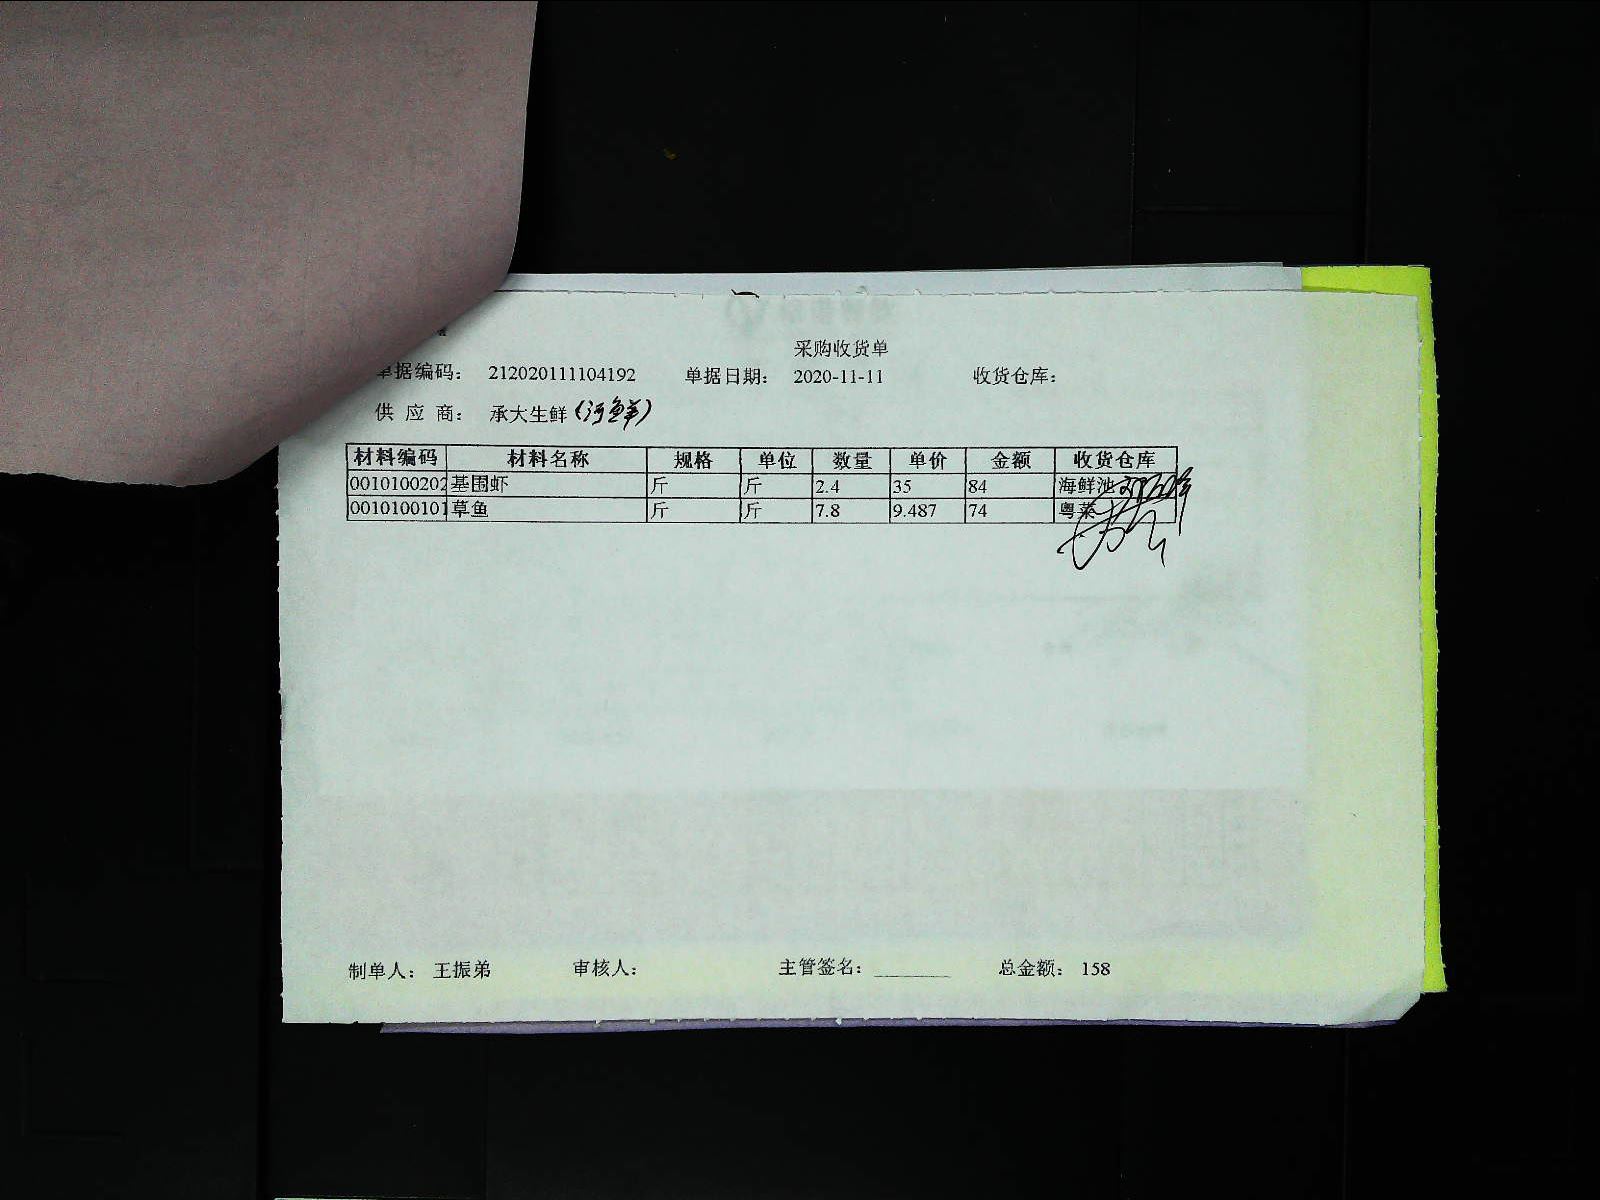 采购收货单
单据编码： 212020111104192 单据日期： 2020-11-11 收货仓库：
供 应 商： 承大生鲜（河鲜）
材料编码 材料名称 规格 单位 数量 单价 金额 收货仓库
0010100202 基围虾 斤 斤 2.4 35 84 海鲜池
0010100101 草鱼 斤 斤 7.8 9.487 74 粤菜
制单人： 王振弟 审核人： 主管签名： ________ 总金额： 158